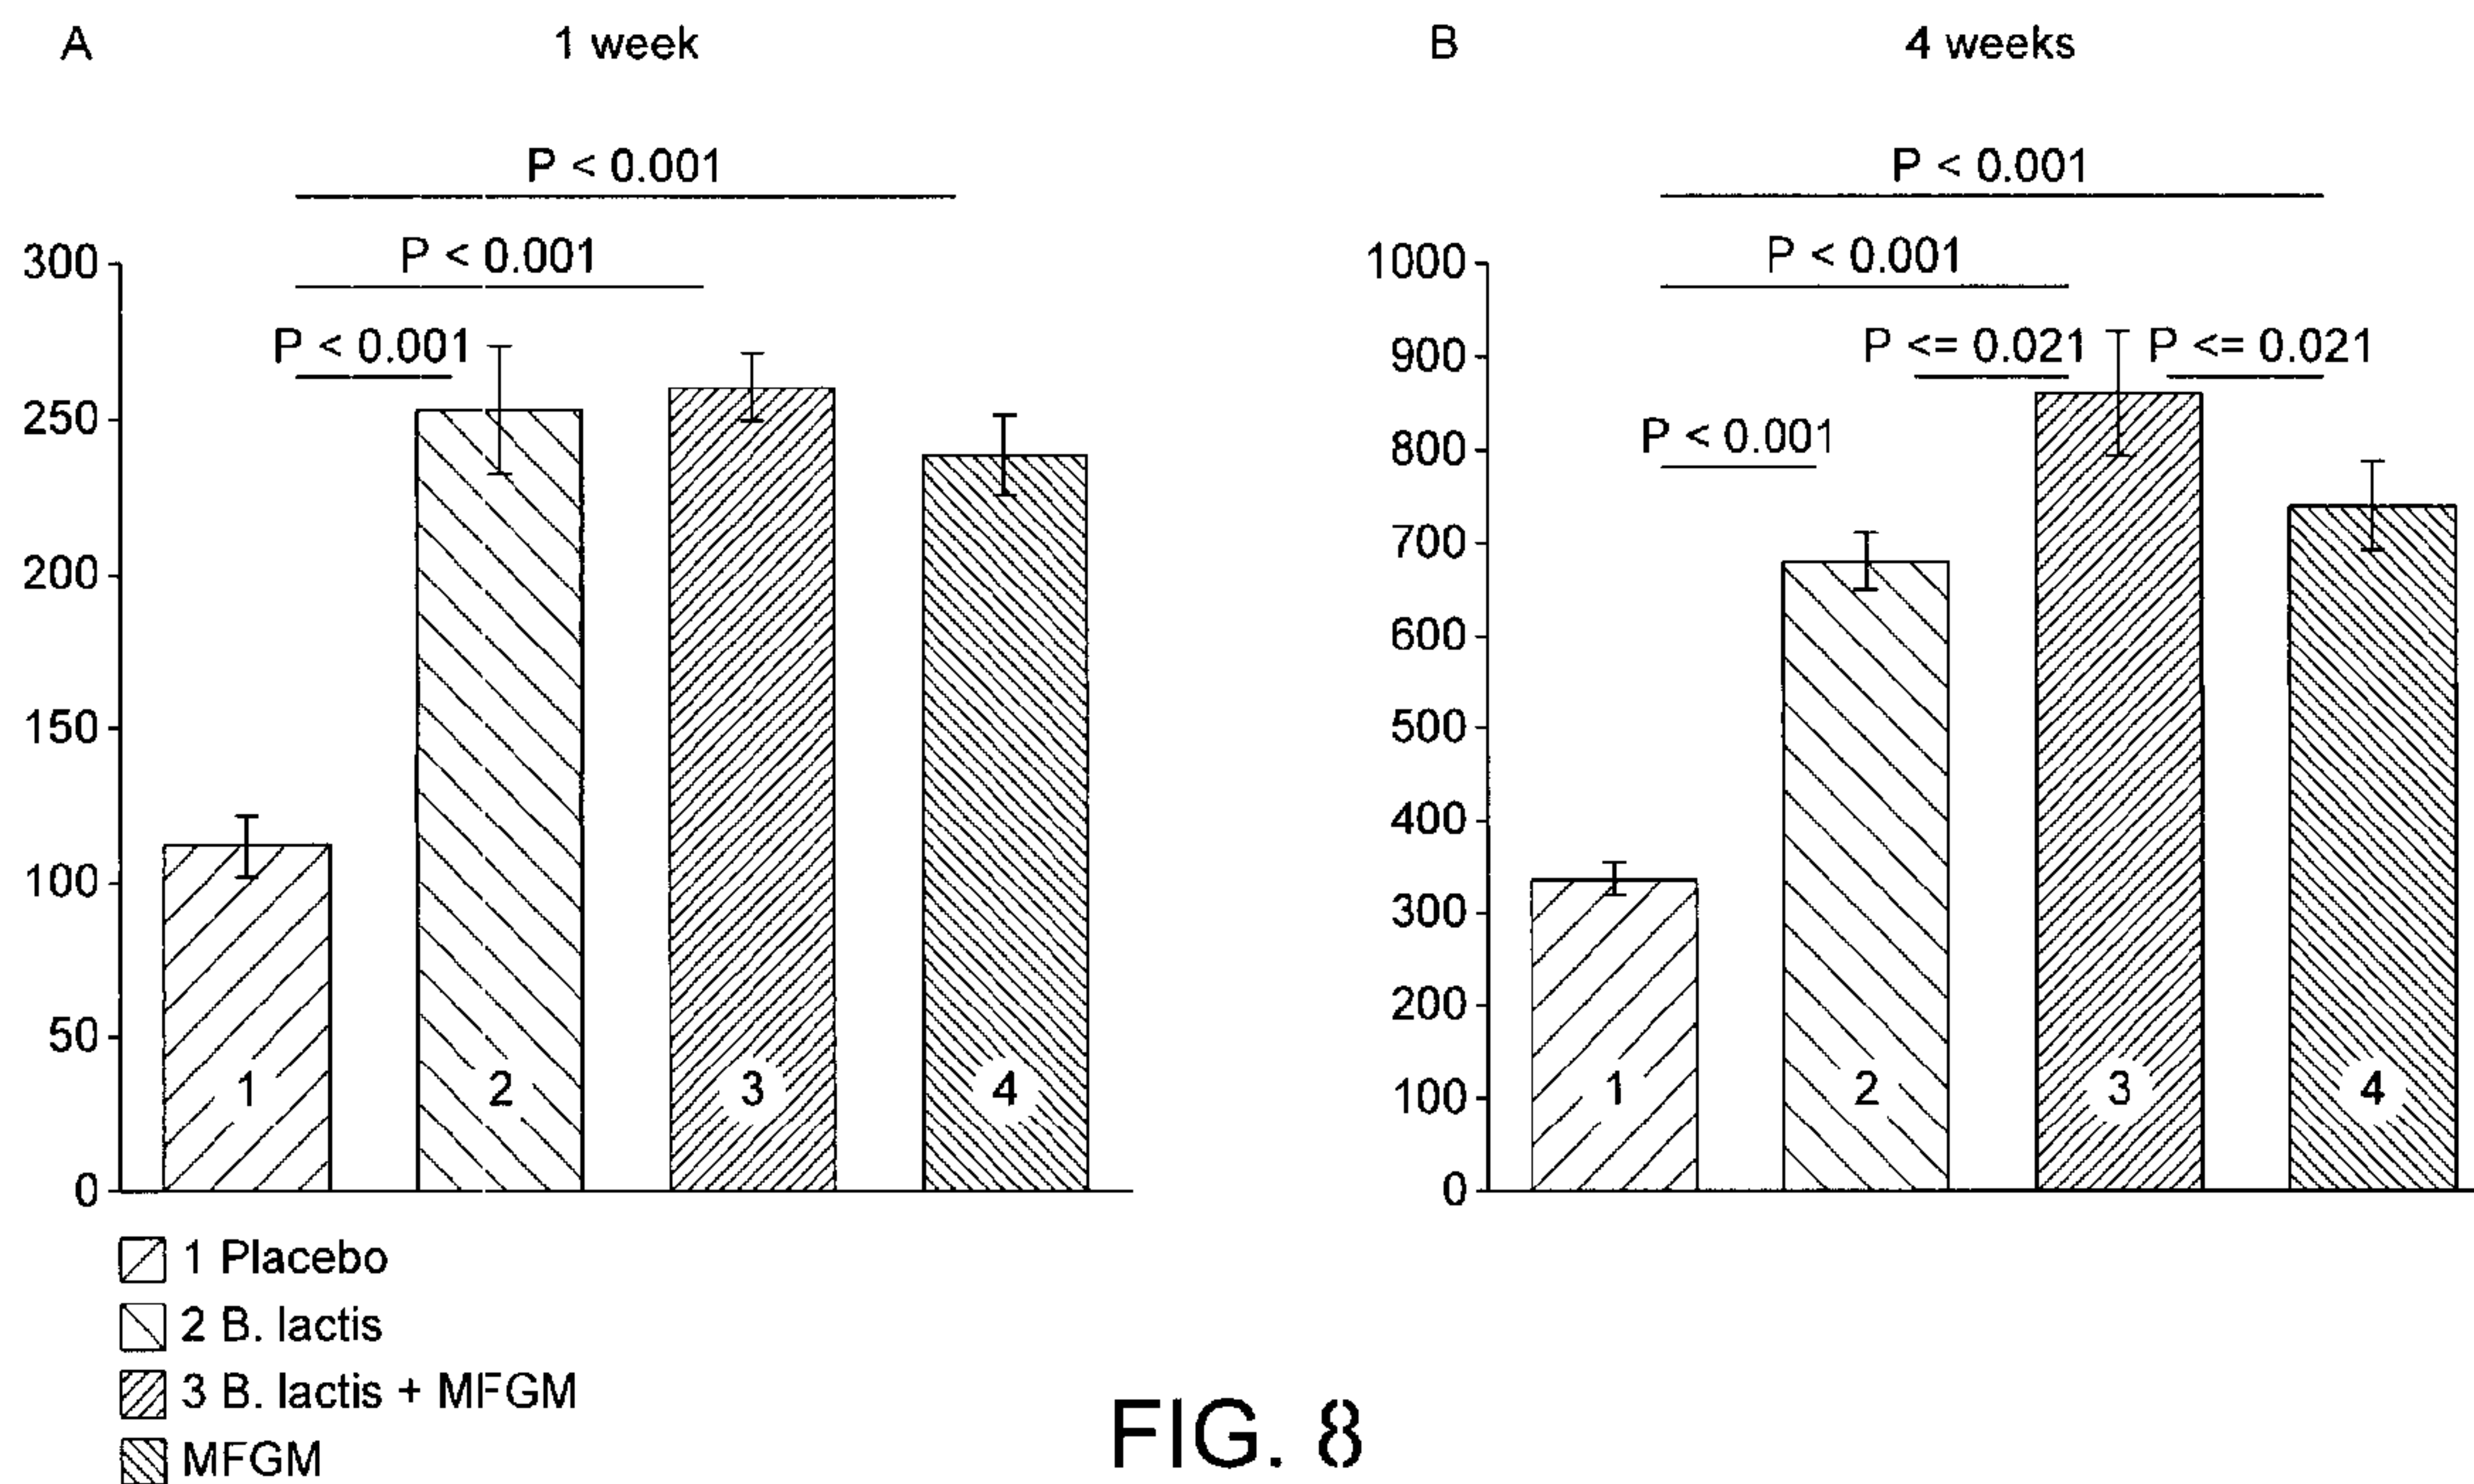 A
1 week
P < 0.001
P < 0.001
P < 0.001
300
250
200
150
100
50
0
1
2
3
4
B
4 weeks
P < 0.001
P < 0.001
P <= 0.021
P <= 0.021
P < 0.001
1000
900
800
700
600
500
400
300
200
100
0
1
2
3
4
1 Placebo
2 B. lactis
3 B. lactis + MFGM
MFGM
FIG. 8